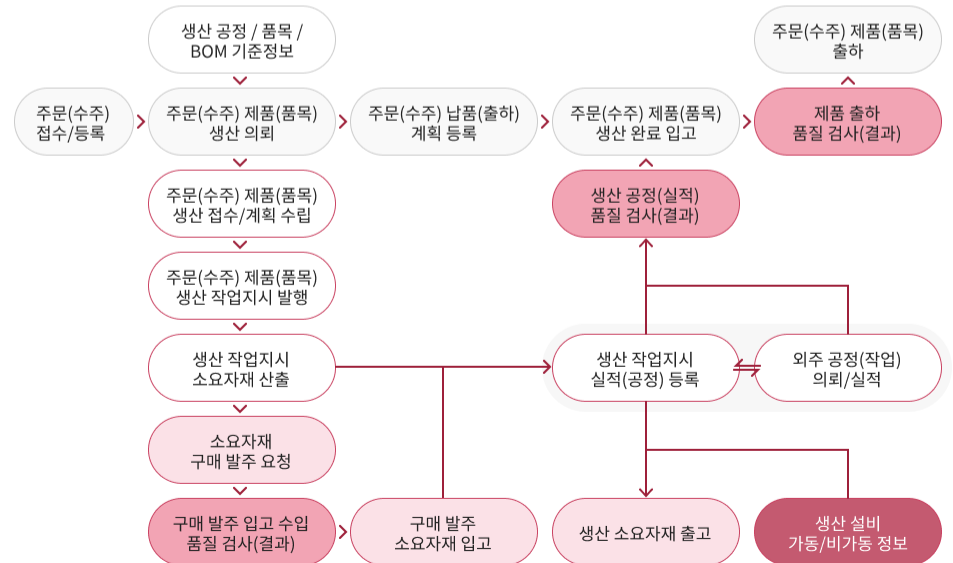 생산 공정 / 품목 /
BOM 기준정보
주문(수주) 제품(품목)
출하
주문(수주)
접수/등록
주문(수주) 제품(품목)
생산 의뢰
주문(수주) 납품(출하)
계획 등록
주문(수주) 제품(품목)
생산 완료 입고
제품 출하
품질 검사(결과)
주문(수주) 제품(품목)
생산 접수/계획 수립
생산 공정(실적)
품질 검사(결과)
주문(수주) 제품(품목)
생산 작업지시 발행
생산 작업지시
소요자재 산출
생산 작업지시
실적(공정) 등록
외주 공정(작업)
의뢰/실적
소요자재
구매 발주 요청
구매 발주 입고 수입
품질 검사(결과)
구매 발주
소요자재 입고
생산 소요자재 출고
생산 설비
가동/비가동 정보